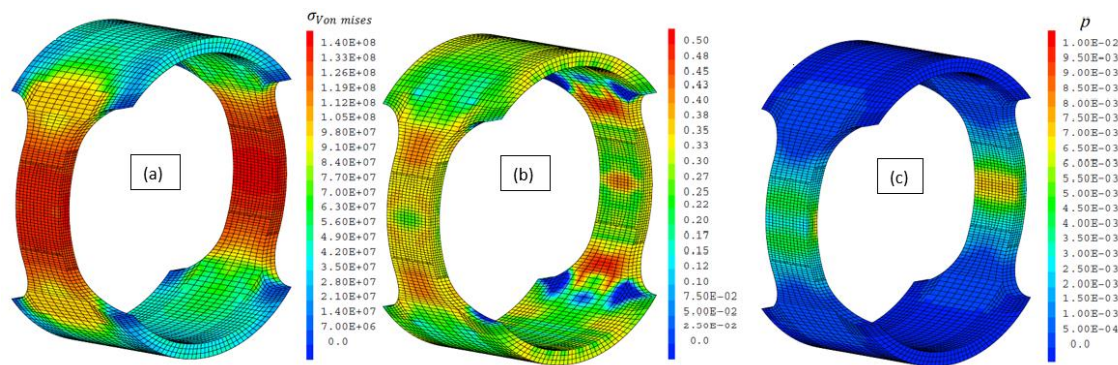 σVon mises
1.40E+08
1.33E+08
1.26E+08
1.19E+08
1.12E+08
1.05E+08
9.80E+07
9.10E+07
8.40E+07
7.70E+07
7.00E+07
6.30E+07
5.60E+07
4.90E+07
4.20E+07
3.50E+07
2.80E+07
2.10E+07
1.40E+07
7.00E+06
0.0
(a)
0.50
0.48
0.45
0.43
0.40
0.38
0.35
0.33
0.30
0.27
0.25
0.22
0.20
0.17
0.15
0.12
0.10
7.50E-02
5.00E-02
2.50E-02
0.0
(b)
p
1.00E-02
9.50E-03
9.00E-03
8.50E-03
8.00E-03
7.50E-03
7.00E-03
6.50E-03
6.00E-03
5.50E-03
5.00E-03
4.50E-03
4.00E-03
3.50E-03
3.00E-03
2.50E-03
2.00E-03
1.50E-03
1.00E-03
5.00E-04
0.0
(c)